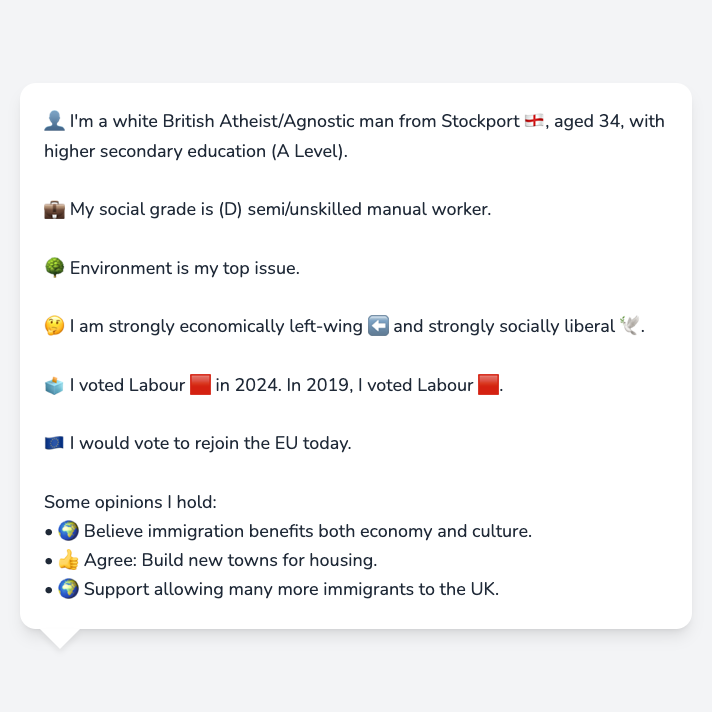 👤 I'm a white British Atheist/Agnostic man from Stockport 🏴󠁧󠁢󠁥󠁮󠁧󠁿, aged 34, with
higher secondary education (A Level).
💼 My social grade is (D) semi/unskilled manual worker.
🌳 Environment is my top issue.
🤔 I am strongly economically left-wing ⬅️ and strongly socially liberal 🕊️.
🗳️ I voted Labour 🟥 in 2024. In 2019, I voted Labour 🟥.
🇪🇺 I would vote to rejoin the EU today.
Some opinions I hold:
• 🌍 Believe immigration benefits both economy and culture.
• 👍 Agree: Build new towns for housing.
• 🌍 Support allowing many more immigrants to the UK.